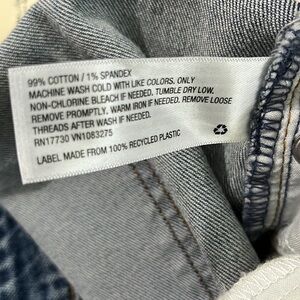 99% COTTON / 1% SPANDEX
MACHINE WASH COLD WITH LIKE COLORS. ONLY
NON-CHLORINE BLEACH IF NEEDED. TUMBLE DRY LOW.
REMOVE PROMPTLY. WARM IRON IF NEEDED. REMOVE LOOSE
THREADS AFTER WASH IF NEEDED.
RN17730 VN1083275
LABEL MADE FROM 100% RECYCLED PLASTIC